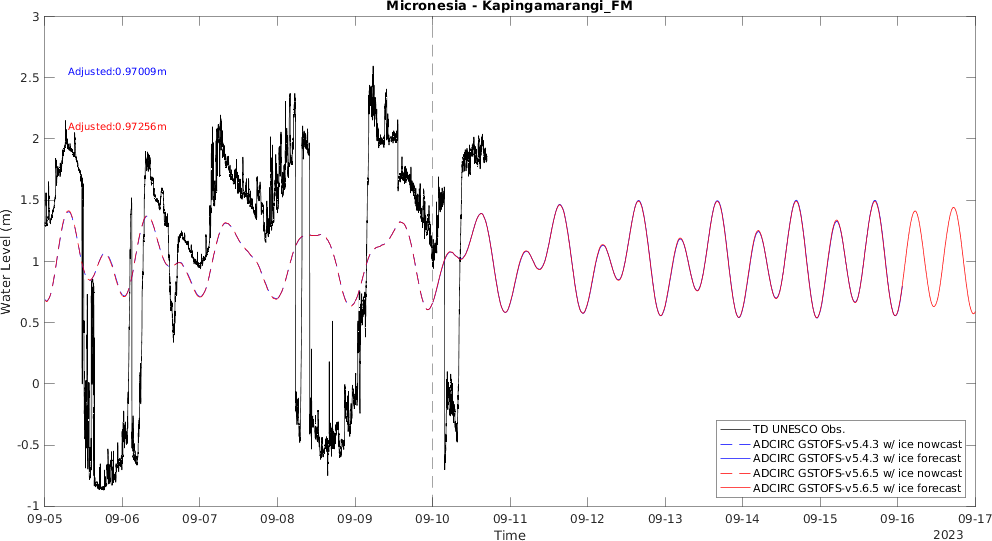 Micronesia - Kapingamarangi_FM
3
2.5
2
1.5
1
0.5
0
-0.5
-1
Water Level (m)
Adjusted:0.97009m
Adjusted:0.97256m
TD UNESCO Obs.
ADCIRC GSTOFS-v5.4.3 w/ ice nowcast
ADCIRC GSTOFS-v5.4.3 w/ ice forecast
ADCIRC GSTOFS-v5.6.5 w/ ice nowcast
ADCIRC GSTOFS-v5.6.5 w/ ice forecast
09-05 09-06 09-07 09-08 09-09 09-10 09-11 09-12 09-13 09-14 09-15 09-16 09-17
Time
2023